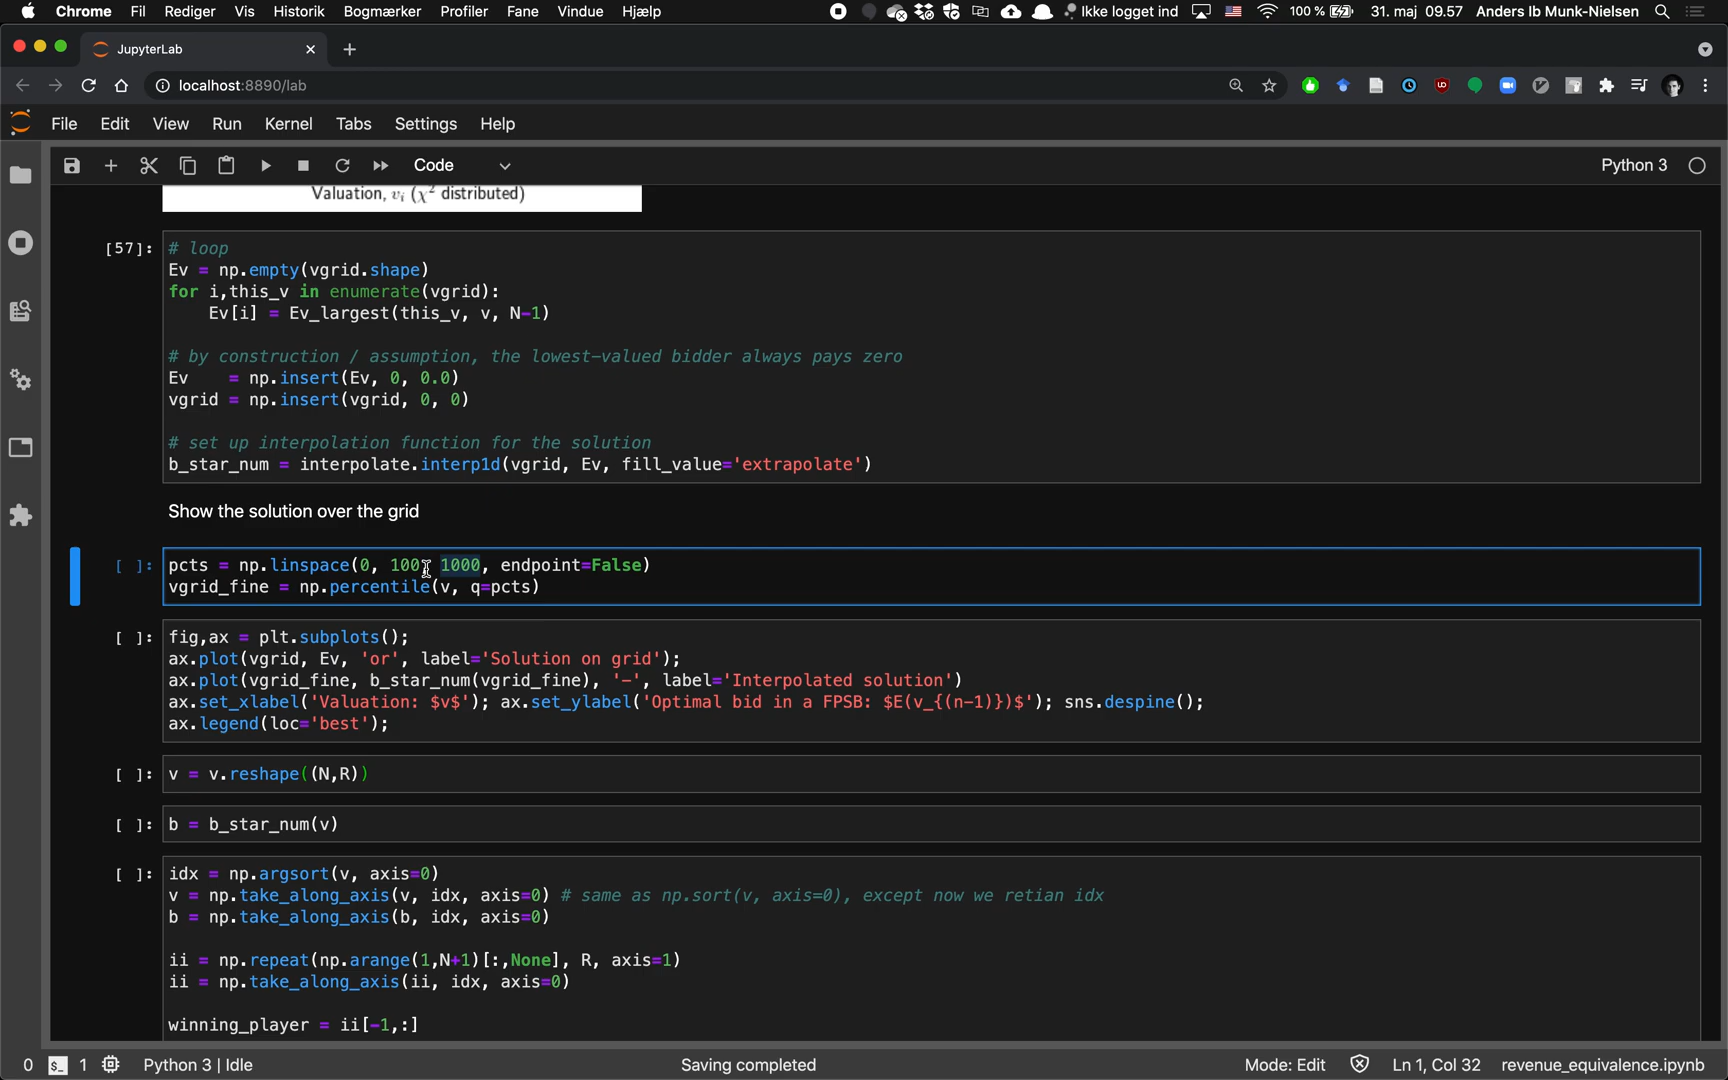 Chrome Fil Rediger Vis Historik Bogmærker Profiler Fane Vindue Hjælp Ikke logget ind 100 % 31. maj 09.57 Anders Ib Munk-Nielsen
JupyterLab
localhost:8890/lab
File Edit View Run Kernel Tabs Settings Help
Code Python 3
Valuation, v_i (χ² distributed)
[57]: # loop
Ev = np.empty(vgrid.shape)
for i,this_v in enumerate(vgrid):
    Ev[i] = Ev_largest(this_v, v, N-1)
# by construction / assumption, the lowest-valued bidder always pays zero
Ev    = np.insert(Ev, 0, 0.0)
vgrid = np.insert(vgrid, 0, 0)
# set up interpolation function for the solution
b_star_num = interpolate.interp1d(vgrid, Ev, fill_value='extrapolate')
Show the solution over the grid
[ ]: pcts = np.linspace(0, 100, 1000, endpoint=False)
vgrid_fine = np.percentile(v, q=pcts)
[ ]: fig,ax = plt.subplots();
ax.plot(vgrid, Ev, 'or', label='Solution on grid');
ax.plot(vgrid_fine, b_star_num(vgrid_fine), '-', label='Interpolated solution')
ax.set_xlabel('Valuation: $v$'); ax.set_ylabel('Optimal bid in a FPSB: $E(v_{(n-1)})$'); sns.despine();
ax.legend(loc='best');
[ ]: v = v.reshape((N,R))
[ ]: b = b_star_num(v)
[ ]: idx = np.argsort(v, axis=0)
v = np.take_along_axis(v, idx, axis=0) # same as np.sort(v, axis=0), except now we retian idx
b = np.take_along_axis(b, idx, axis=0)
ii = np.repeat(np.arange(1,N+1)[:,None], R, axis=1)
ii = np.take_along_axis(ii, idx, axis=0)
winning_player = ii[-1,:]
0 $_ 1 Python 3 | Idle Saving completed Mode: Edit Ln 1, Col 32 revenue_equivalence.ipynb